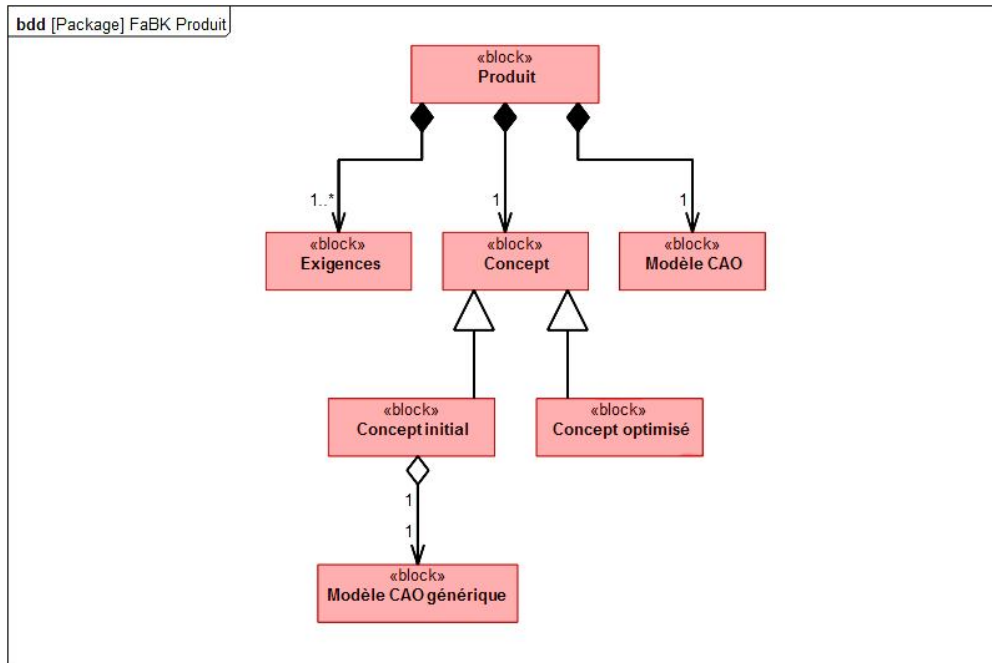 bdd [Package] FaBK Produit
«block»
Produit
1..*
1
1
«block»
Exigences
«block»
Concept
«block»
Modèle CAO
«block»
Concept initial
«block»
Concept optimisé
1
1
«block»
Modèle CAO générique